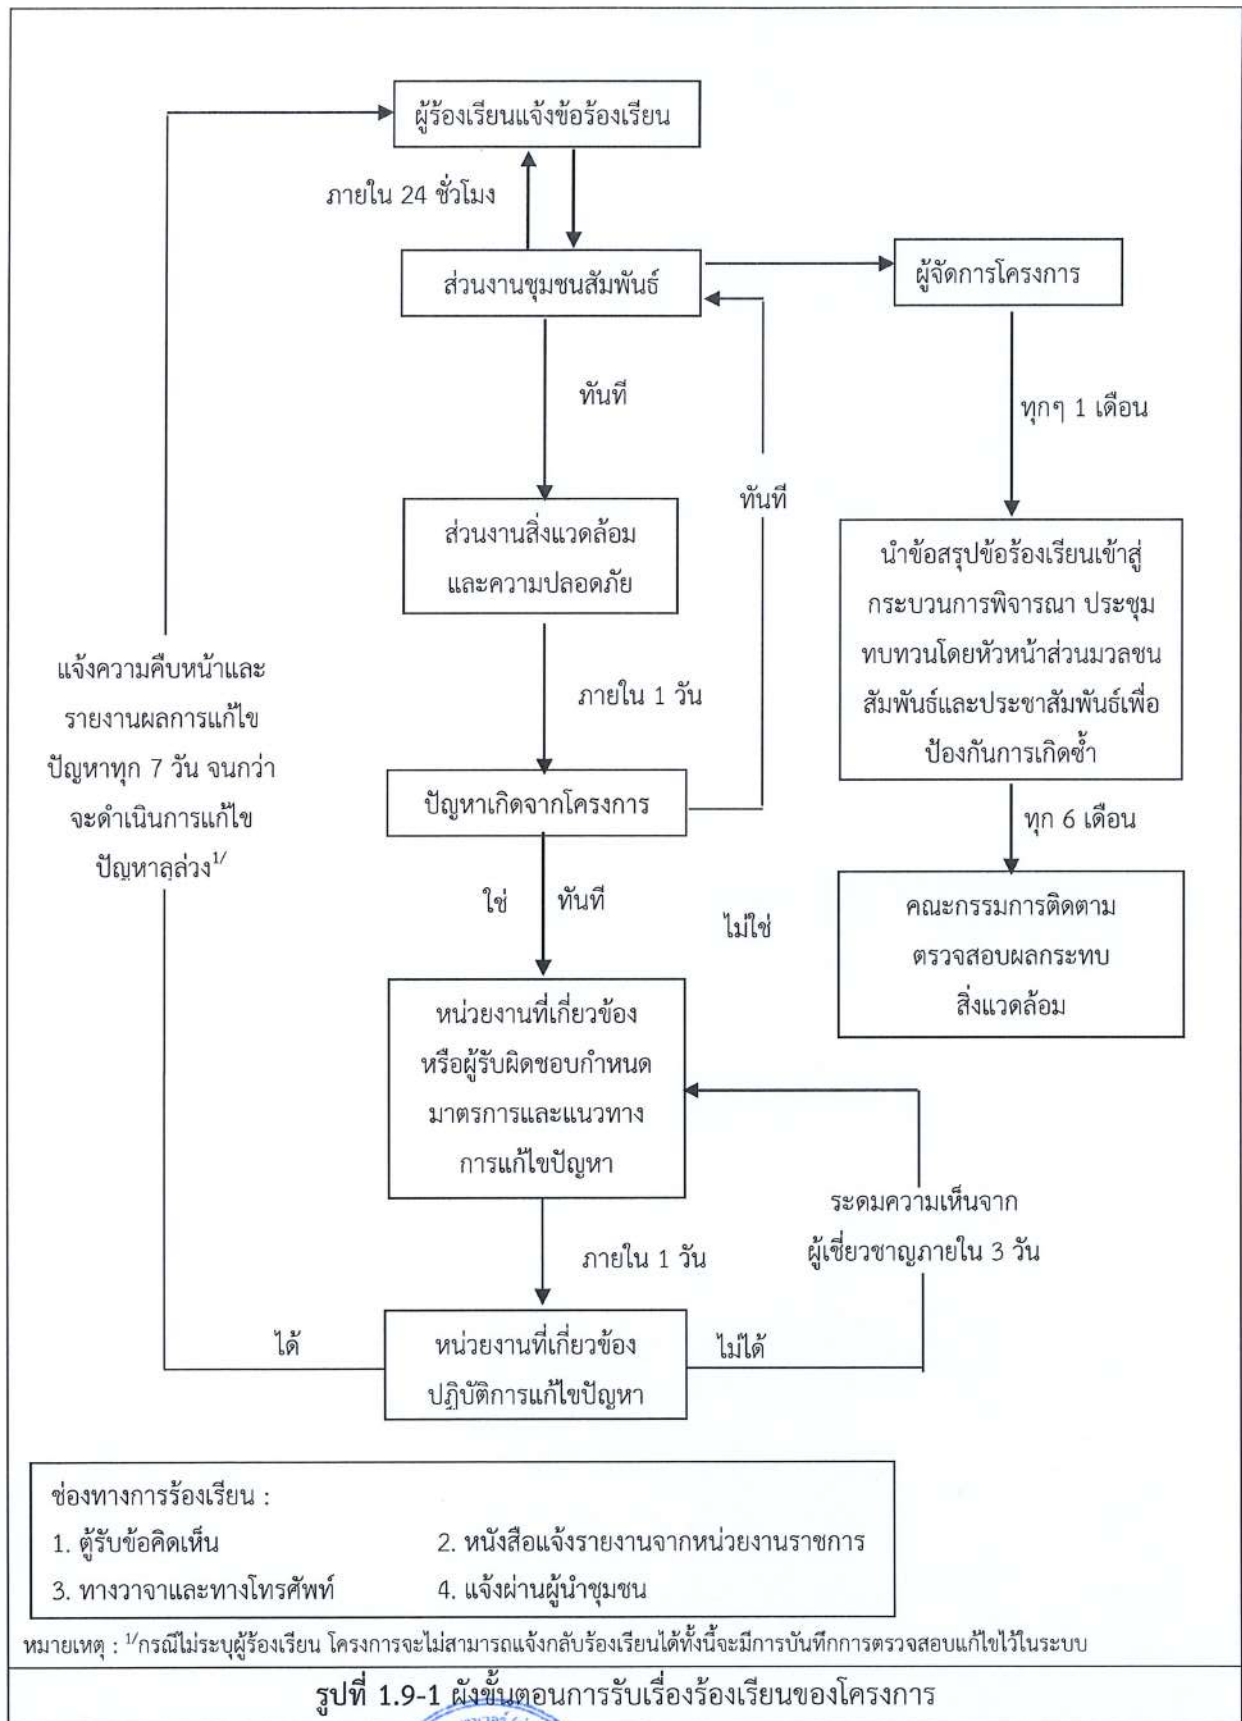 ผู้ร้องเรียนแจ้งข้อร้องเรียน
ภายใน 24 ชั่วโมง
ส่วนงานชุมชนสัมพันธ์
ผู้จัดการโครงการ
ทันที
ทุกๆ 1 เดือน
ทันที
ส่วนงานสิ่งแวดล้อม
และความปลอดภัย
นำข้อสรุปข้อร้องเรียนเข้าสู่
กระบวนการพิจารณา ประชุม
ทบทวนโดยหัวหน้าส่วนมวลชน
สัมพันธ์และประชาสัมพันธ์เพื่อ
ป้องกันการเกิดซ้ำ
แจ้งความคืบหน้าและ
รายงานผลการแก้ไข
ปัญหาทุก 7 วัน จนกว่า
จะดำเนินการแก้ไข
ปัญหาลุล่วง1/
ภายใน 1 วัน
ปัญหาเกิดจากโครงการ
ทุก 6 เดือน
ใช่
ทันที
ไม่ใช่
คณะกรรมการติดตาม
ตรวจสอบผลกระทบ
สิ่งแวดล้อม
หน่วยงานที่เกี่ยวข้อง
หรือผู้รับผิดชอบกำหนด
มาตรการและแนวทาง
การแก้ไขปัญหา
ระดมความเห็นจาก
ผู้เชี่ยวชาญภายใน 3 วัน
ภายใน 1 วัน
ได้
หน่วยงานที่เกี่ยวข้อง
ปฏิบัติการแก้ไขปัญหา
ไม่ได้
ช่องทางการร้องเรียน :
1. ตู้รับข้อคิดเห็น 2. หนังสือแจ้งรายงานจากหน่วยงานราชการ
3. ทางวาจาและทางโทรศัพท์ 4. แจ้งผ่านผู้นำชุมชน
หมายเหตุ : 1/กรณีไม่ระบุผู้ร้องเรียน โครงการจะไม่สามารถแจ้งกลับร้องเรียนได้ทั้งนี้จะมีการบันทึกการตรวจสอบแก้ไขไว้ในระบบ
รูปที่ 1.9-1 ผังขั้นตอนการรับเรื่องร้องเรียนของโครงการ